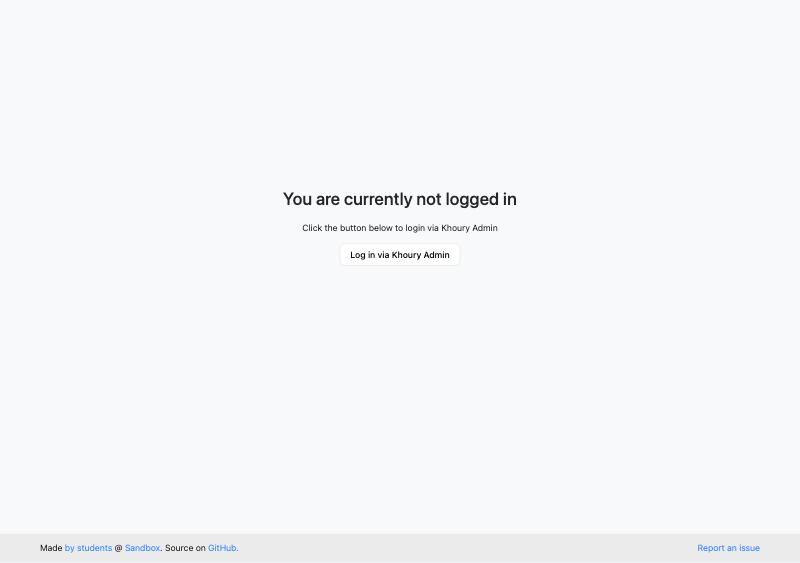 You are currently not logged in
Click the button below to login via Khoury Admin
Log in via Khoury Admin
Made by students @ Sandbox. Source on GitHub.
Report an issue